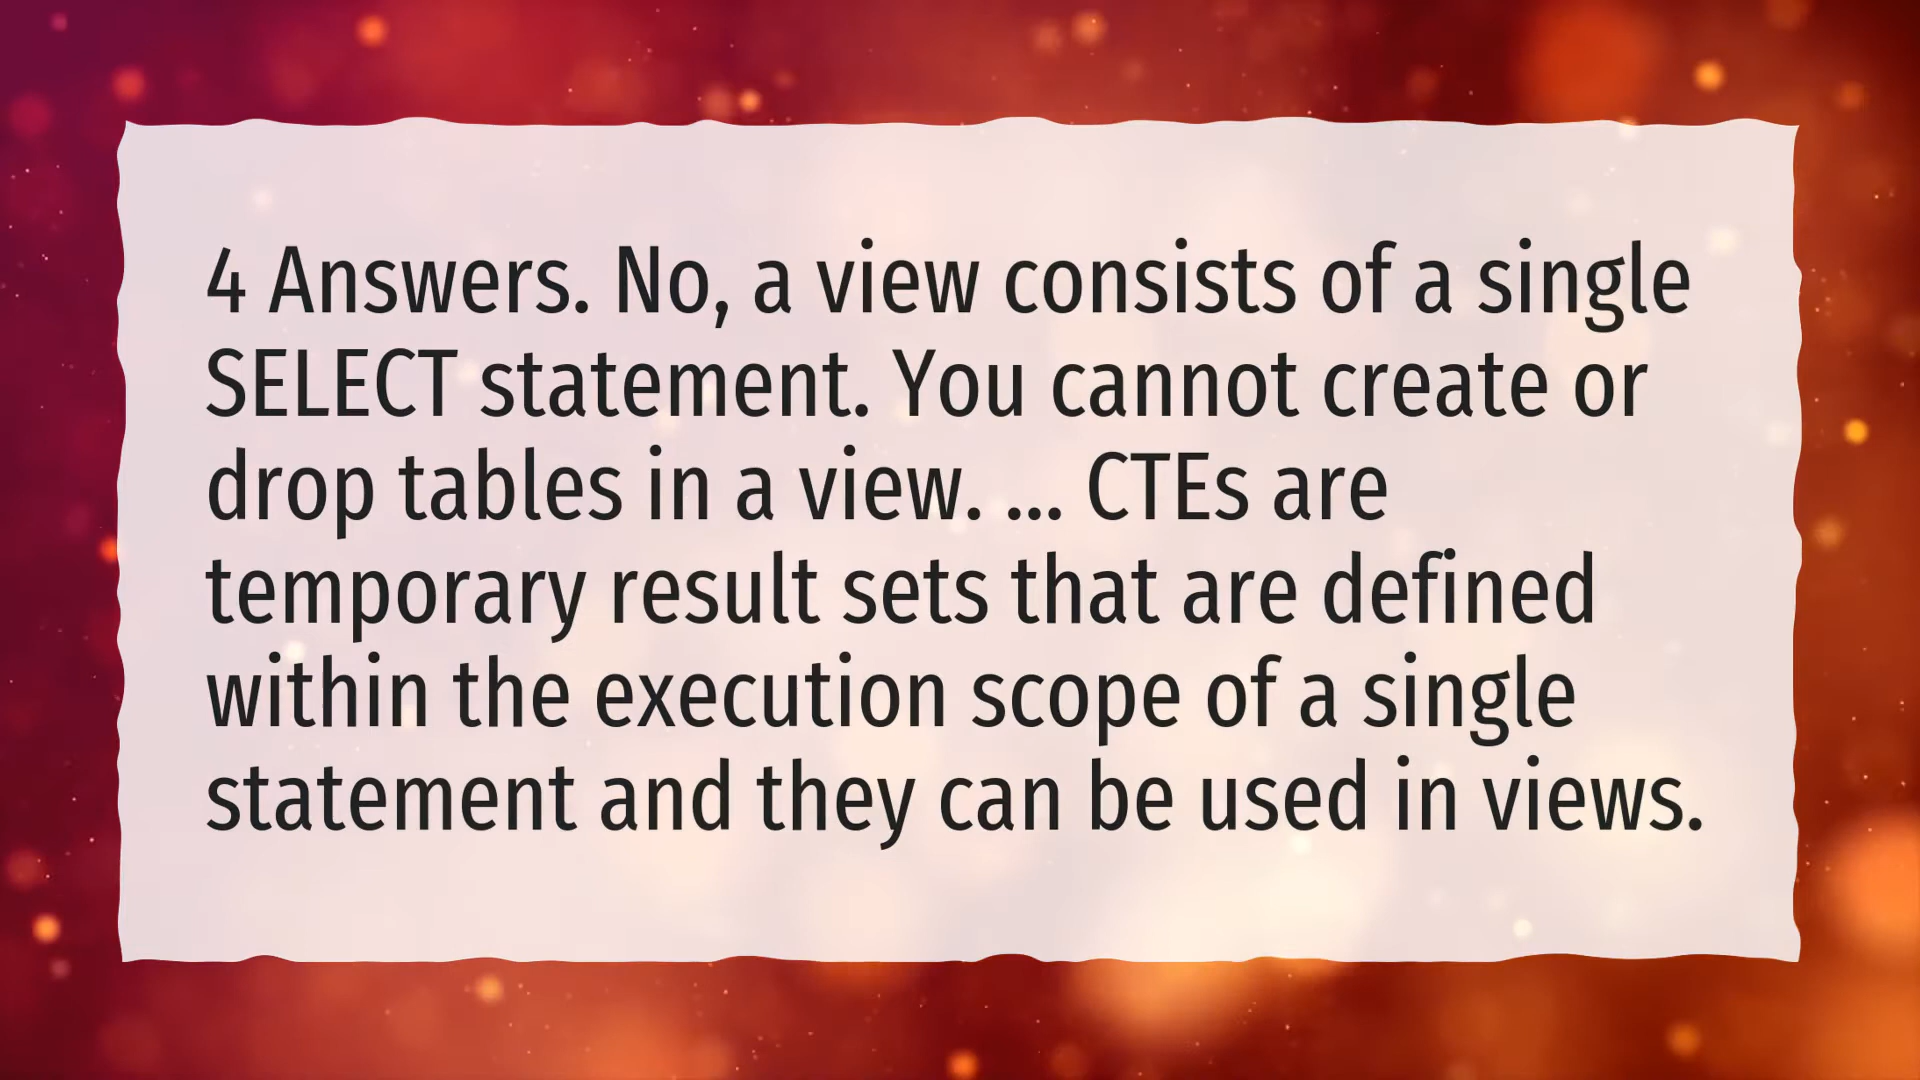 4 Answers. No, a view consists of a single
SELECT statement. You cannot create or
drop tables in a view. ... CTEs are
temporary result sets that are defined
within the execution scope of a single
statement and they can be used in views.